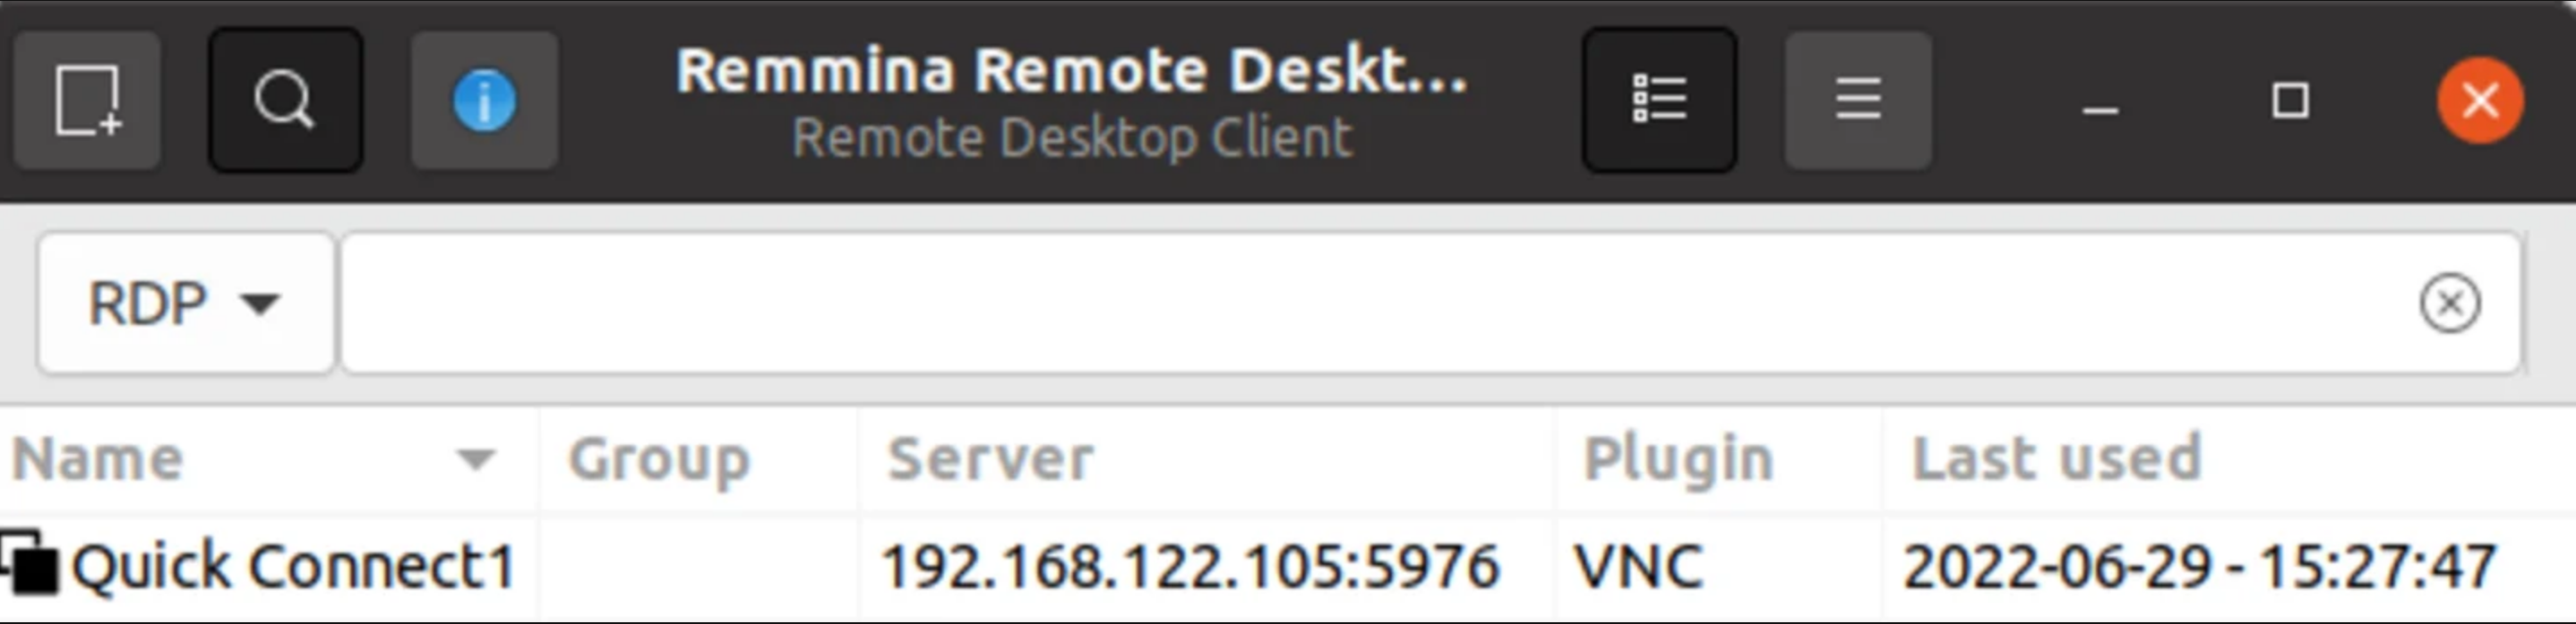 Remmina Remote Deskt...
Remote Desktop Client
RDP
Name Group Server Plugin Last used
Quick Connect1 192.168.122.105:5976 VNC 2022-06-29 - 15:27:47